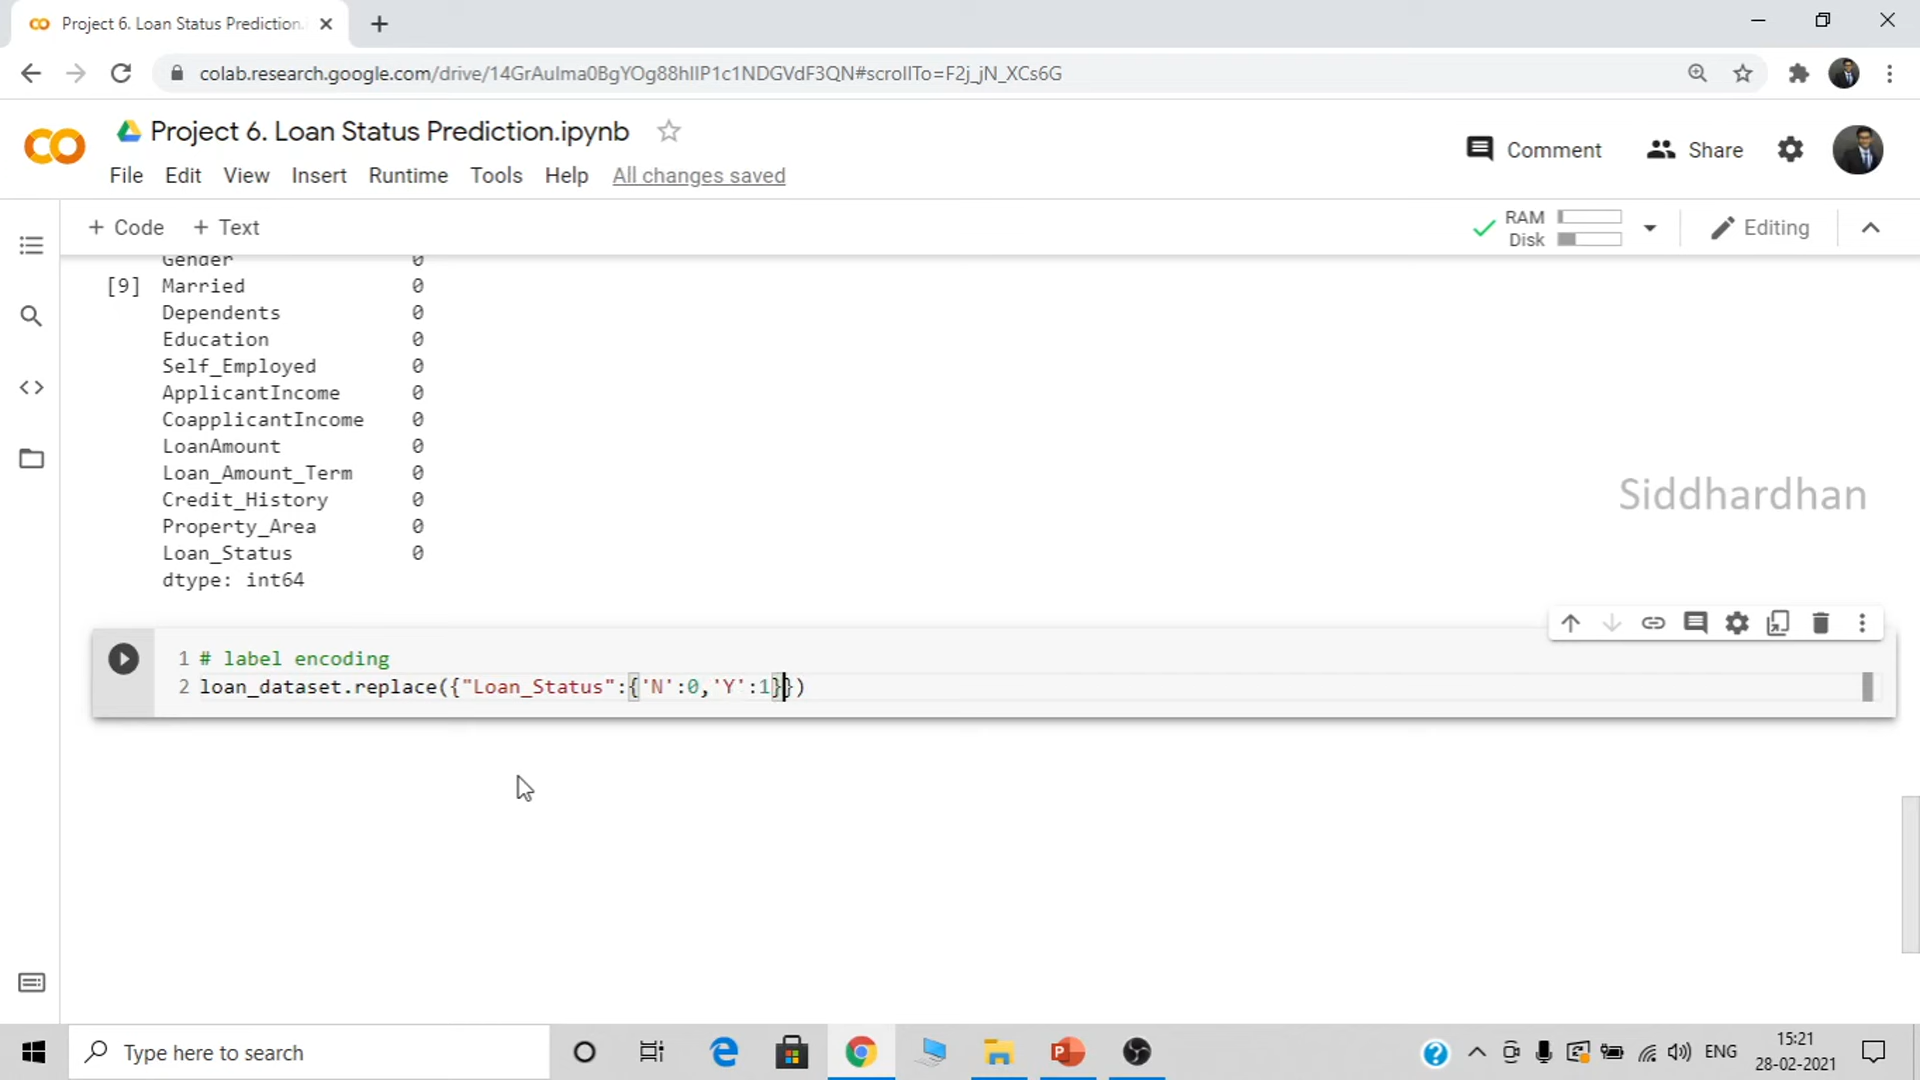 Project 6. Loan Status Prediction.
colab.research.google.com/drive/14GrAuIma0BgYOg88hIIP1c1NDGVdF3QN#scrollTo=F2j_jN_XCs6G
Project 6. Loan Status Prediction.ipynb
Comment
Share
File Edit View Insert Runtime Tools Help All changes saved
+ Code + Text
RAM
Disk
Editing
Gender 0
[9] Married 0
Dependents 0
Education 0
Self_Employed 0
ApplicantIncome 0
CoapplicantIncome 0
LoanAmount 0
Loan_Amount_Term 0
Credit_History 0
Property_Area 0
Loan_Status 0
dtype: int64
Siddhardhan
1 # label encoding
2 loan_dataset.replace({"Loan_Status":{'N':0,'Y':1}})
Type here to search
ENG
15:21
28-02-2021